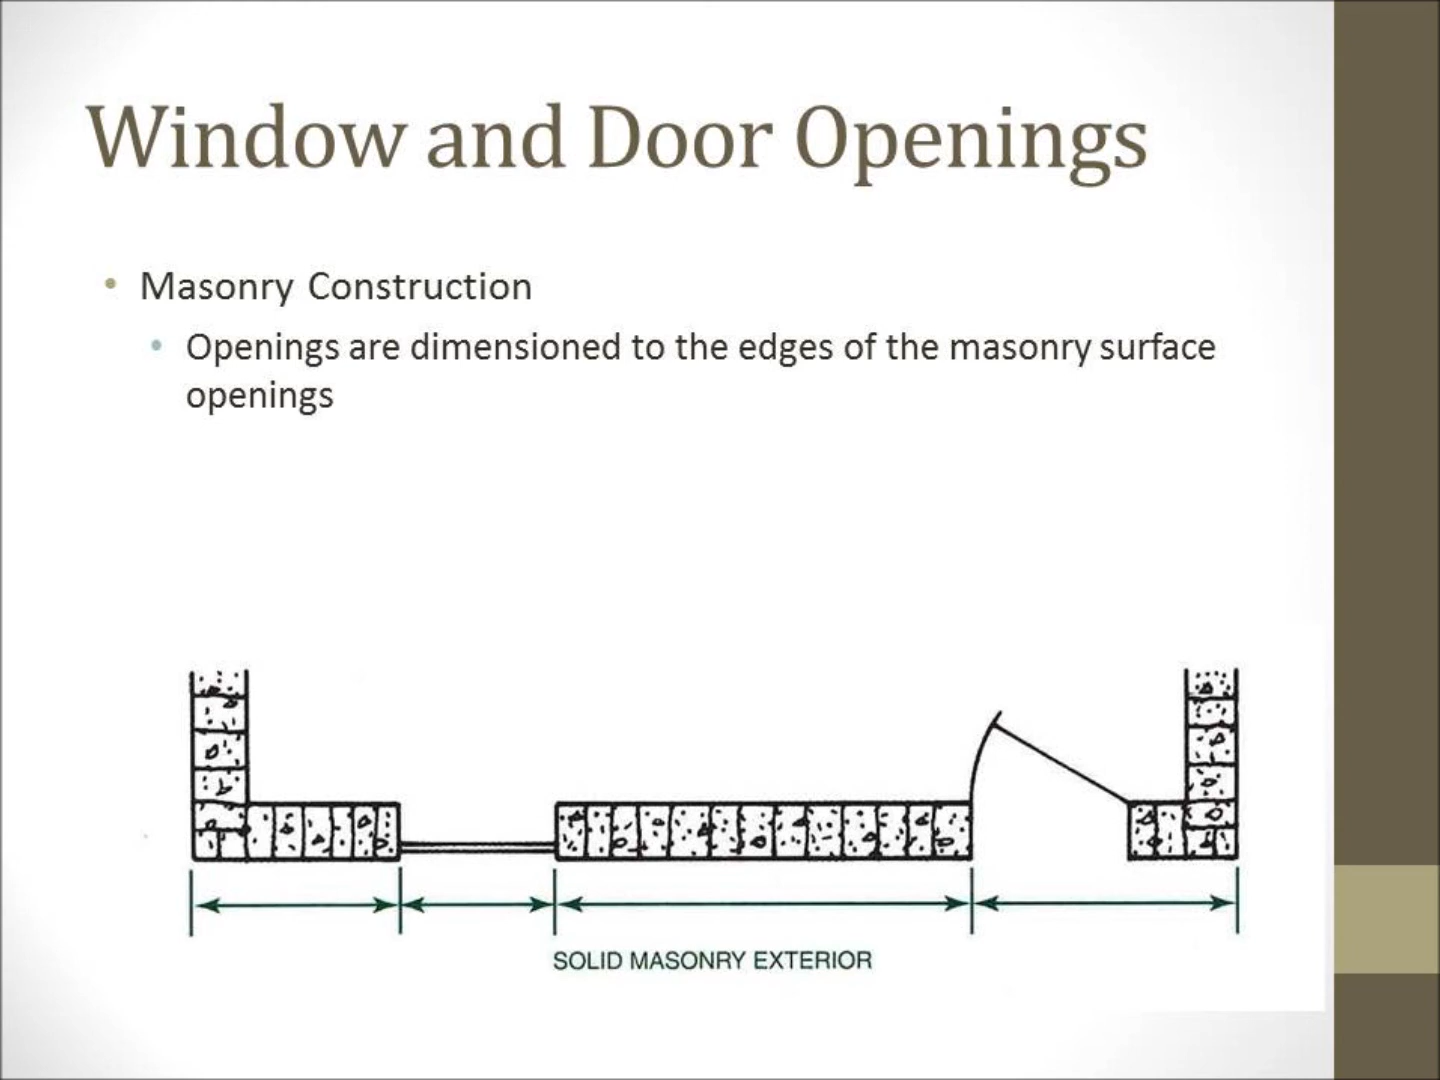 Window and Door Openings
• Masonry Construction
• Openings are dimensioned to the edges of the masonry surface
openings
SOLID MASONRY EXTERIOR